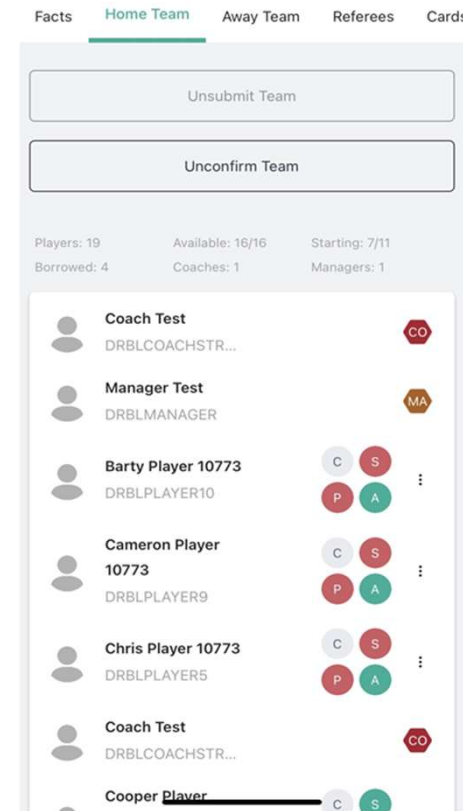 Facts Home Team Away Team Referees Cards
Unsubmit Team
Unconfirm Team
Players: 19 Available: 16/16 Starting: 7/11
Borrowed: 4 Coaches: 1 Managers: 1
Coach Test
CO
DRBLCOACHSTR...
Manager Test
MA
DRBLMANAGER
C S
Barty Player 10773
DRBLPLAYER10
P A
Cameron Player
C S
10773
P A
DRBLPLAYER9
C S
Chris Player 10773
DRBLPLAYER5
P A
Coach Test
CO
DRBLCOACHSTR...
Cooper Player
C S